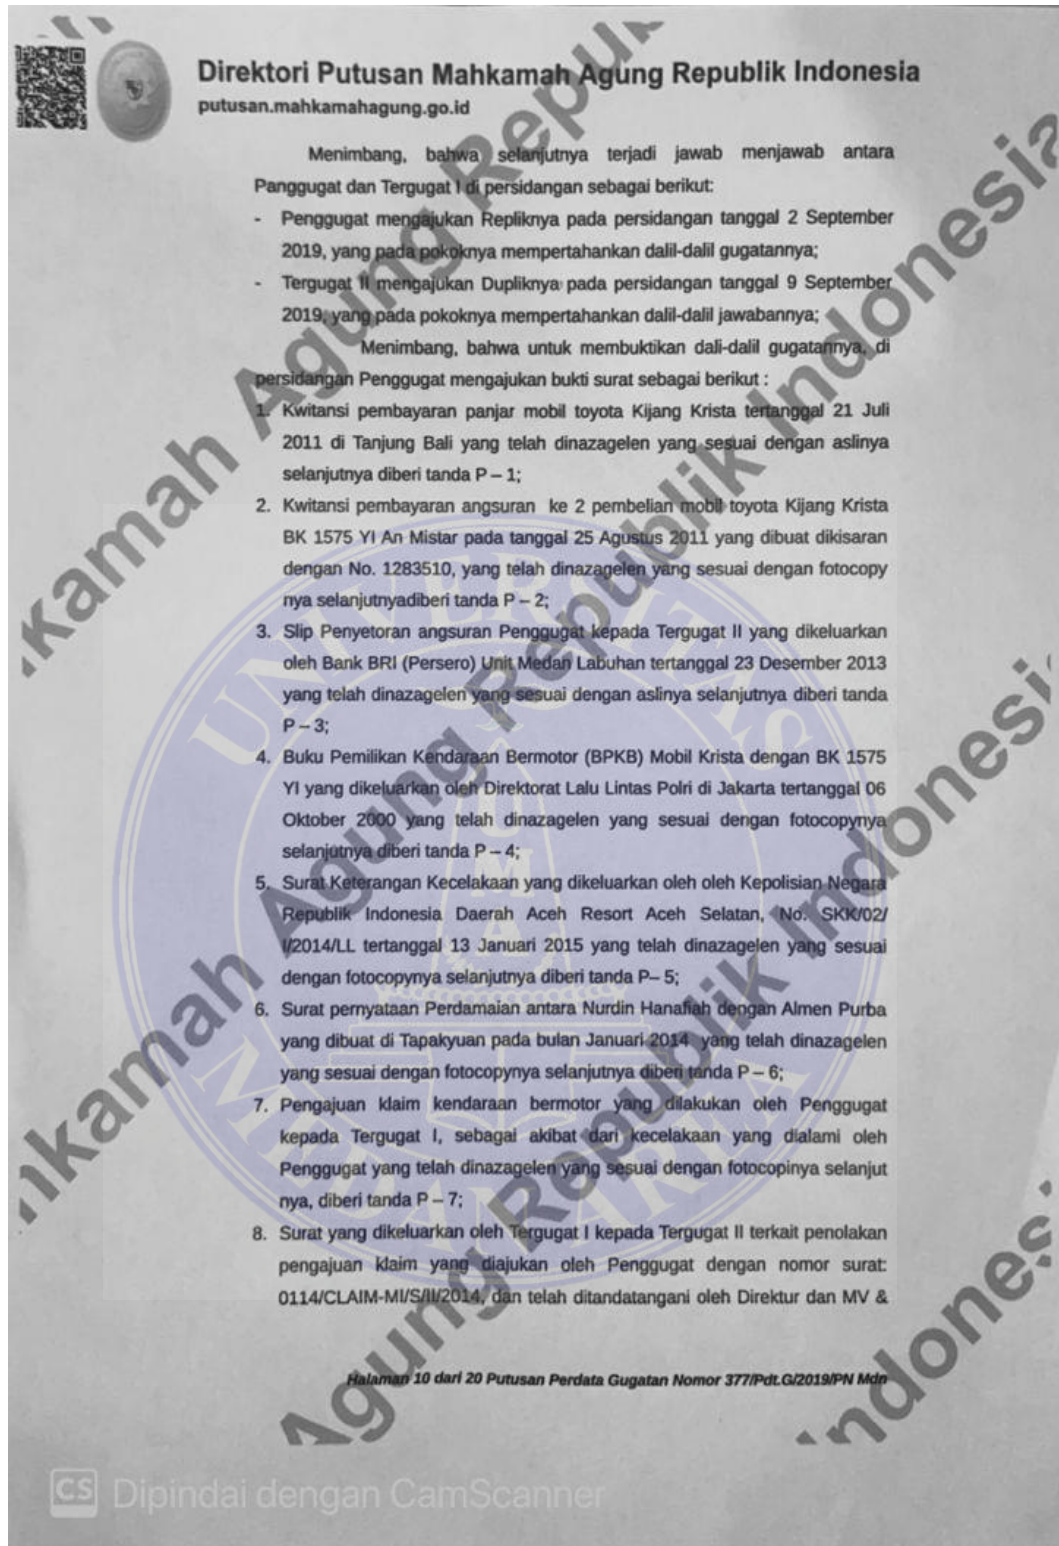 Direktori Putusan Mahkamah Agung Republik Indonesia
putusan.mahkamahagung.go.id
Menimbang, bahwa selanjutnya terjadi jawab menjawab antara
Panggugat dan Tergugat I di persidangan sebagai berikut:
- Penggugat mengajukan Repliknya pada persidangan tanggal 2 September
2019, yang pada pokoknya mempertahankan dalil-dalil gugatannya;
- Tergugat II mengajukan Dupliknya pada persidangan tanggal 9 September
2019, yang pada pokoknya mempertahankan dalil-dalil jawabannya;
Menimbang, bahwa untuk membuktikan dali-dalil gugatannya, di
persidangan Penggugat mengajukan bukti surat sebagai berikut :
1. Kwitansi pembayaran panjar mobil toyota Kijang Krista tertanggal 21 Juli
2011 di Tanjung Bali yang telah dinazagelen yang sesuai dengan aslinya
selanjutnya diberi tanda P – 1;
2. Kwitansi pembayaran angsuran ke 2 pembelian mobil toyota Kijang Krista
BK 1575 YI An Mistar pada tanggal 25 Agustus 2011 yang dibuat dikisaran
dengan No. 1283510, yang telah dinazagelen yang sesuai dengan fotocopy
nya selanjutnyadiberi tanda P – 2;
3. Slip Penyetoran angsuran Penggugat kepada Tergugat II yang dikeluarkan
oleh Bank BRI (Persero) Unit Medan Labuhan tertanggal 23 Desember 2013
yang telah dinazagelen yang sesuai dengan aslinya selanjutnya diberi tanda
P – 3;
4. Buku Pemilikan Kendaraan Bermotor (BPKB) Mobil Krista dengan BK 1575
YI yang dikeluarkan oleh Direktorat Lalu Lintas Polri di Jakarta tertanggal 06
Oktober 2000 yang telah dinazagelen yang sesuai dengan fotocopynya
selanjutnya diberi tanda P – 4;
5. Surat Keterangan Kecelakaan yang dikeluarkan oleh oleh Kepolisian Negara
Republik Indonesia Daerah Aceh Resort Aceh Selatan, No. SKK/02/
I/2014/LL tertanggal 13 Januari 2015 yang telah dinazagelen yang sesuai
dengan fotocopynya selanjutnya diberi tanda P– 5;
6. Surat pernyataan Perdamaian antara Nurdin Hanafiah dengan Almen Purba
yang dibuat di Tapakyuan pada bulan Januari 2014 yang telah dinazagelen
yang sesuai dengan fotocopynya selanjutnya diberi tanda P – 6;
7. Pengajuan klaim kendaraan bermotor yang dilakukan oleh Penggugat
kepada Tergugat I, sebagai akibat dari kecelakaan yang dialami oleh
Penggugat yang telah dinazagelen yang sesuai dengan fotocopinya selanjut
nya, diberi tanda P – 7;
8. Surat yang dikeluarkan oleh Tergugat I kepada Tergugat II terkait penolakan
pengajuan klaim yang diajukan oleh Penggugat dengan nomor surat:
0114/CLAIM-MI/S/II/2014, dan telah ditandatangani oleh Direktur dan MV &
Halaman 10 dari 20 Putusan Perdata Gugatan Nomor 377/Pdt.G/2019/PN Mdn
Mahkamah Agung Republik Indonesia
Mahkamah Agung Republik Indonesia
Agung Republik Indonesia
Indonesia
UNIVERSITAS
MEDAN AREA
UMA
CS Dipindai dengan CamScanner